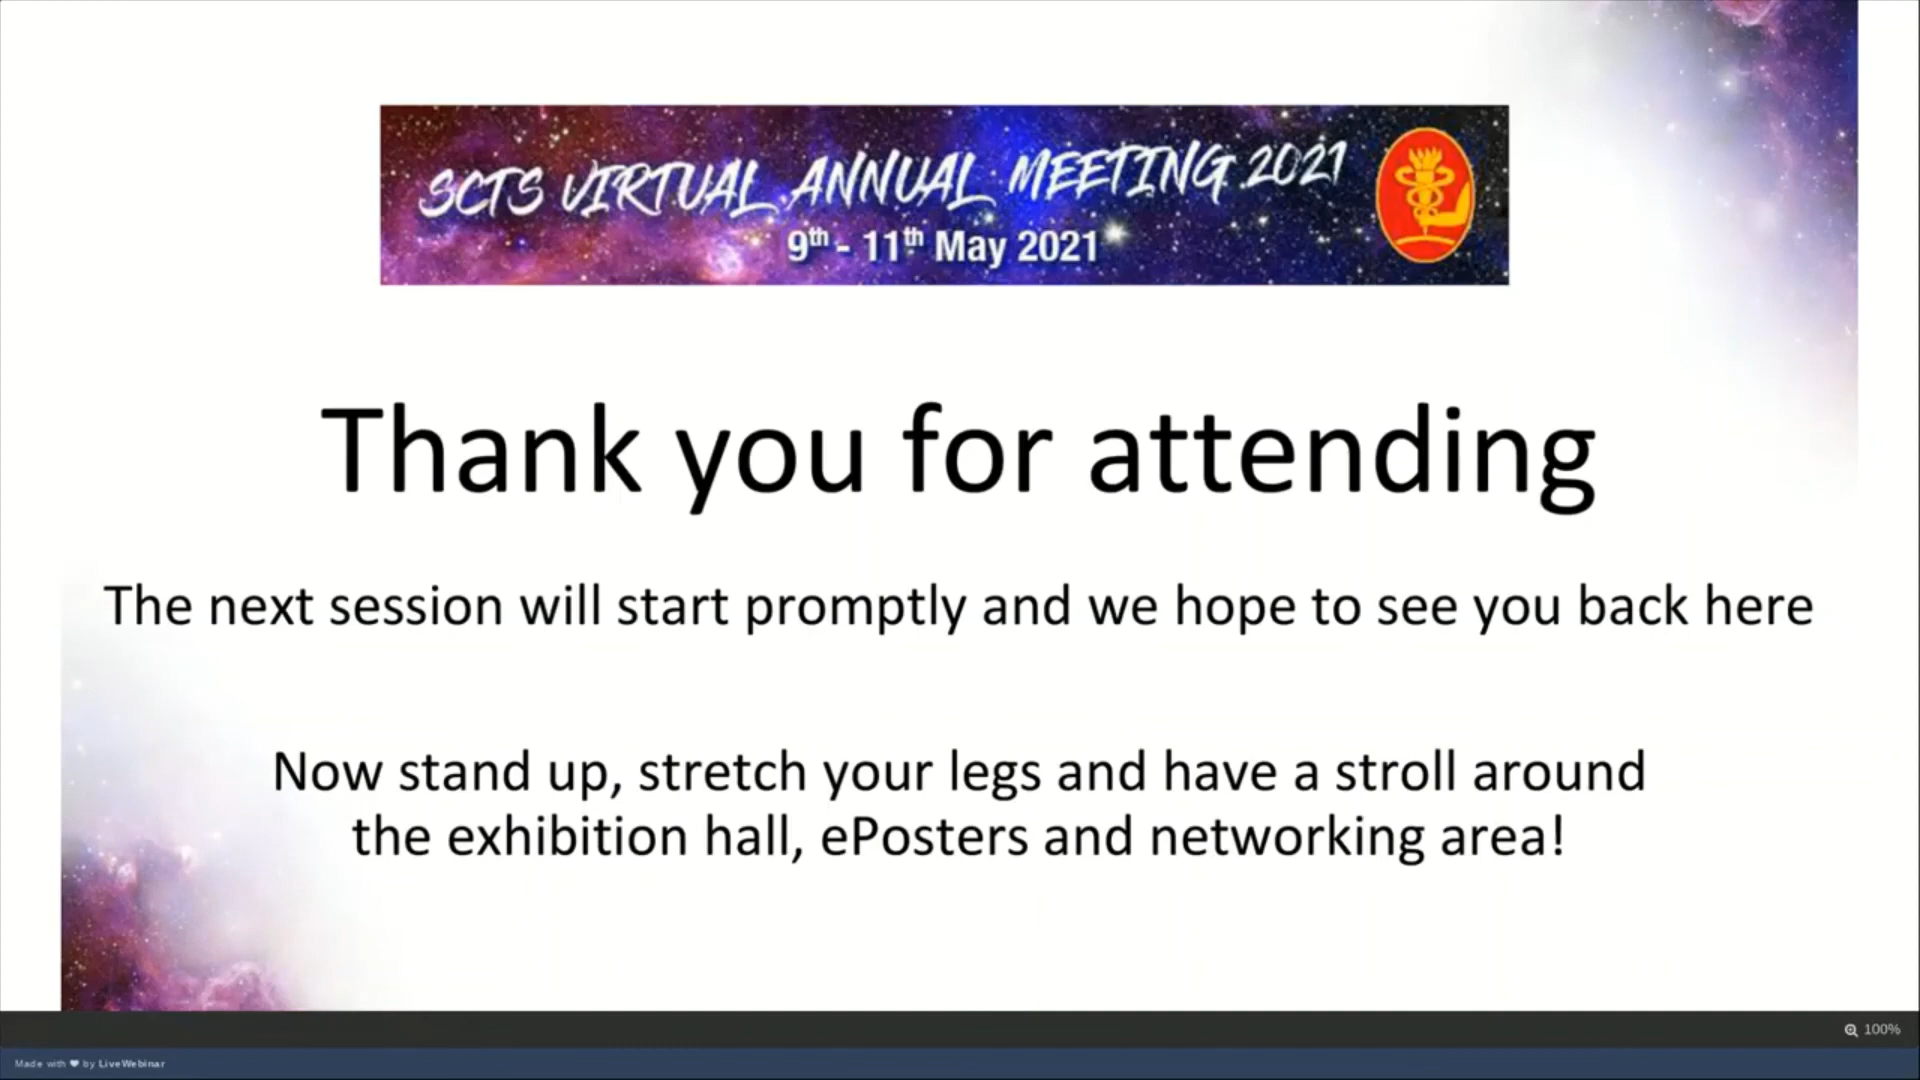 SCTS VIRTUAL ANNUAL MEETING 2021
9th - 11th May 2021
Thank you for attending
The next session will start promptly and we hope to see you back here
Now stand up, stretch your legs and have a stroll around
the exhibition hall, ePosters and networking area!
100%
Made with ❤ by LiveWebinar